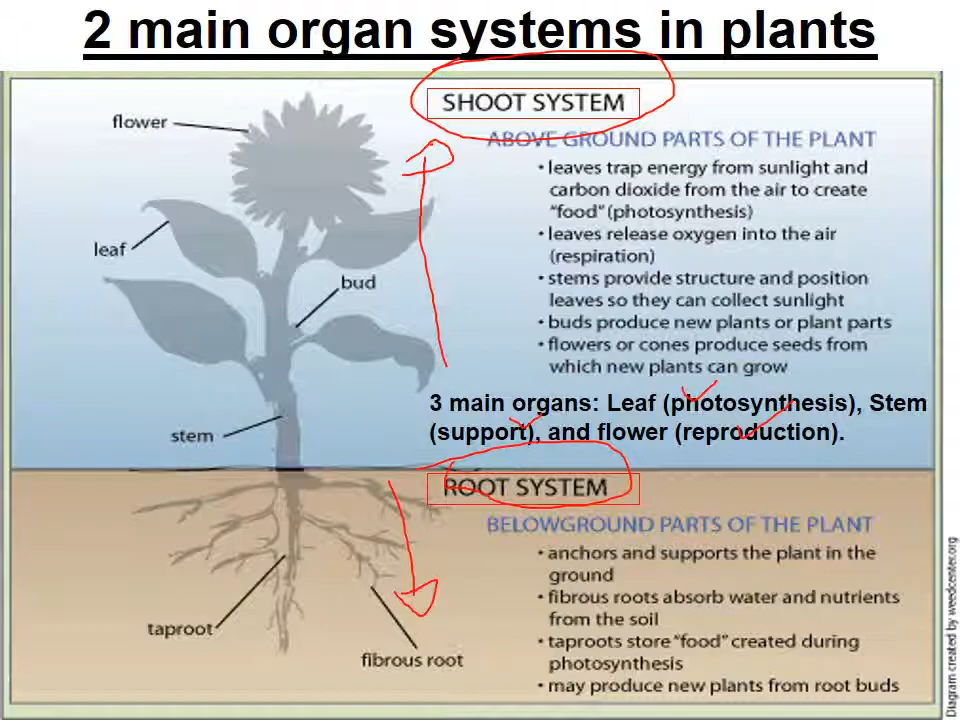 2 main organ systems in plants
SHOOT SYSTEM
ABOVE GROUND PARTS OF THE PLANT
• leaves trap energy from sunlight and
carbon dioxide from the air to create
"food" (photosynthesis)
• leaves release oxygen into the air
(respiration)
• stems provide structure and position
leaves so they can collect sunlight
• buds produce new plants or plant parts
• flowers or cones produce seeds from
which new plants can grow
3 main organs: Leaf (photosynthesis), Stem
(support), and flower (reproduction).
flower
leaf
bud
stem
ROOT SYSTEM
BELOWGROUND PARTS OF THE PLANT
• anchors and supports the plant in the
ground
• fibrous roots absorb water and nutrients
from the soil
• taproots store "food" created during
photosynthesis
• may produce new plants from root buds
taproot
fibrous root
Diagram created by weedcenter.org